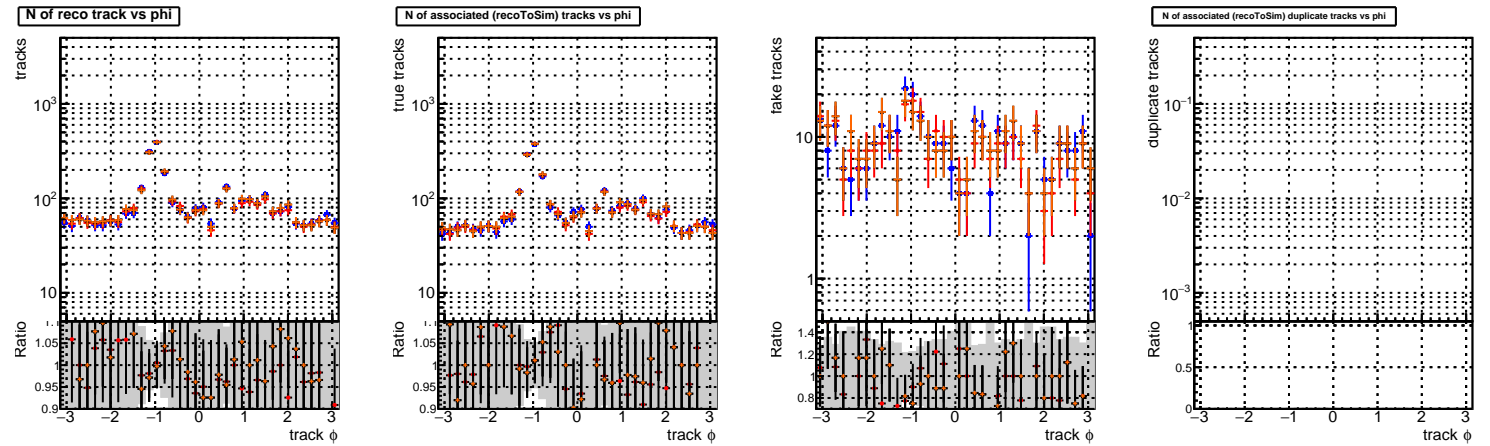 N of reco track vs phi
tracks
10³
10²
10
Ratio
1.1
1.05
1
0.95
0.9
−3 −2 −1 0 1 2 3
track ϕ
N of associated (recoToSim) tracks vs phi
true tracks
10³
10²
10
Ratio
1.1
1.05
1
0.95
0.9
−3 −2 −1 0 1 2 3
track ϕ
fake tracks
10
1
Ratio
1.4
1.2
1.0
0.8
−3 −2 −1 0 1 2 3
track ϕ
N of associated (recoToSim) duplicate tracks vs phi
duplicate tracks
10⁻¹
10⁻²
10⁻³
Ratio
1
0.5
0
−3 −2 −1 0 1 2 3
track ϕ